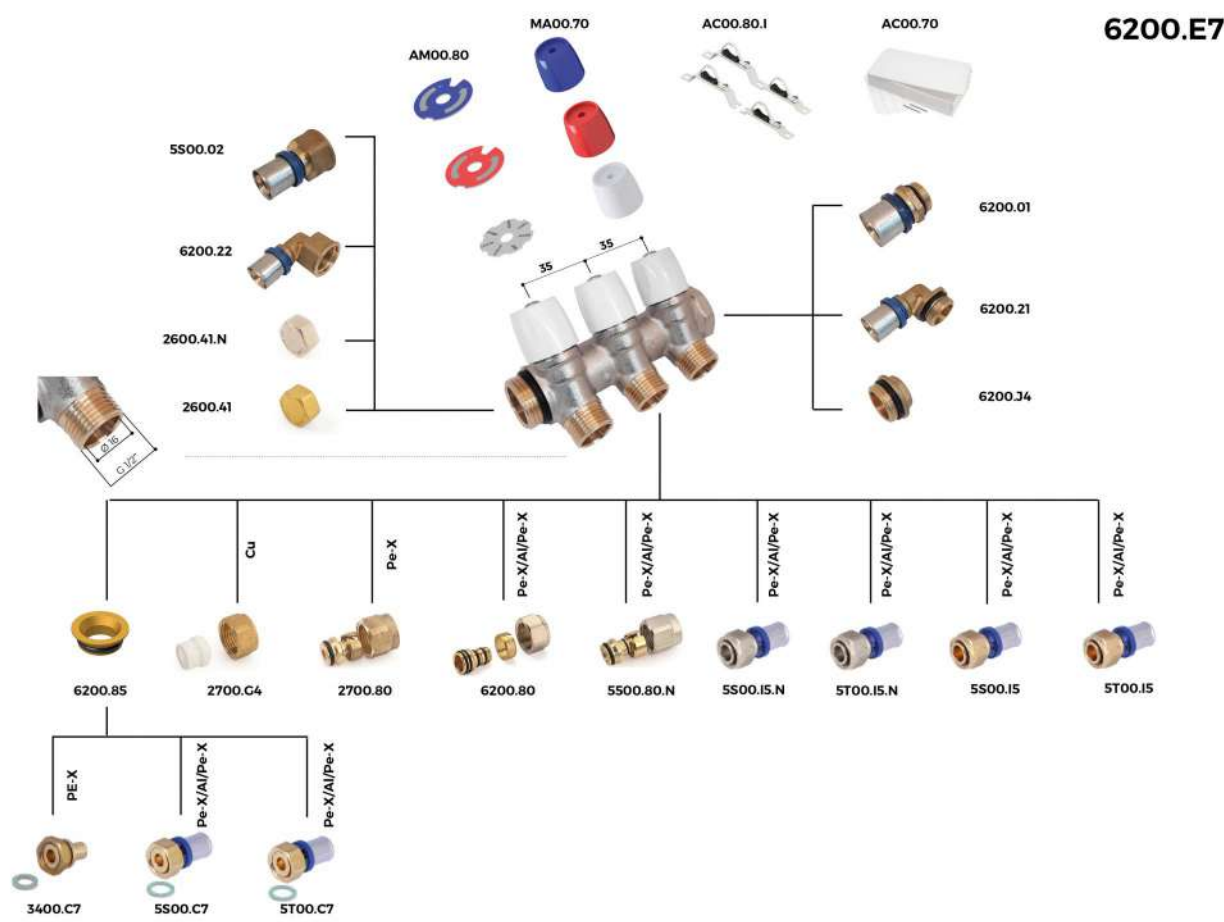 6200.E7
MA00.70
AC00.80.I
AC00.70
AM00.80
5S00.02
6200.22
2600.41.N
2600.41
35
35
6200.01
6200.21
6200.J4
Ø 16
G 1/2"
Cu
Pe-X
Pe-X/Al/Pe-X
Pe-X/Al/Pe-X
Pe-X/Al/Pe-X
Pe-X/Al/Pe-X
Pe-X/Al/Pe-X
Pe-X/Al/Pe-X
6200.85
2700.G4
2700.80
6200.80
5500.80.N
5S00.I5.N
5T00.I5.N
5S00.I5
5T00.I5
PE-X
Pe-X/Al/Pe-X
Pe-X/Al/Pe-X
3400.C7
5S00.C7
5T00.C7